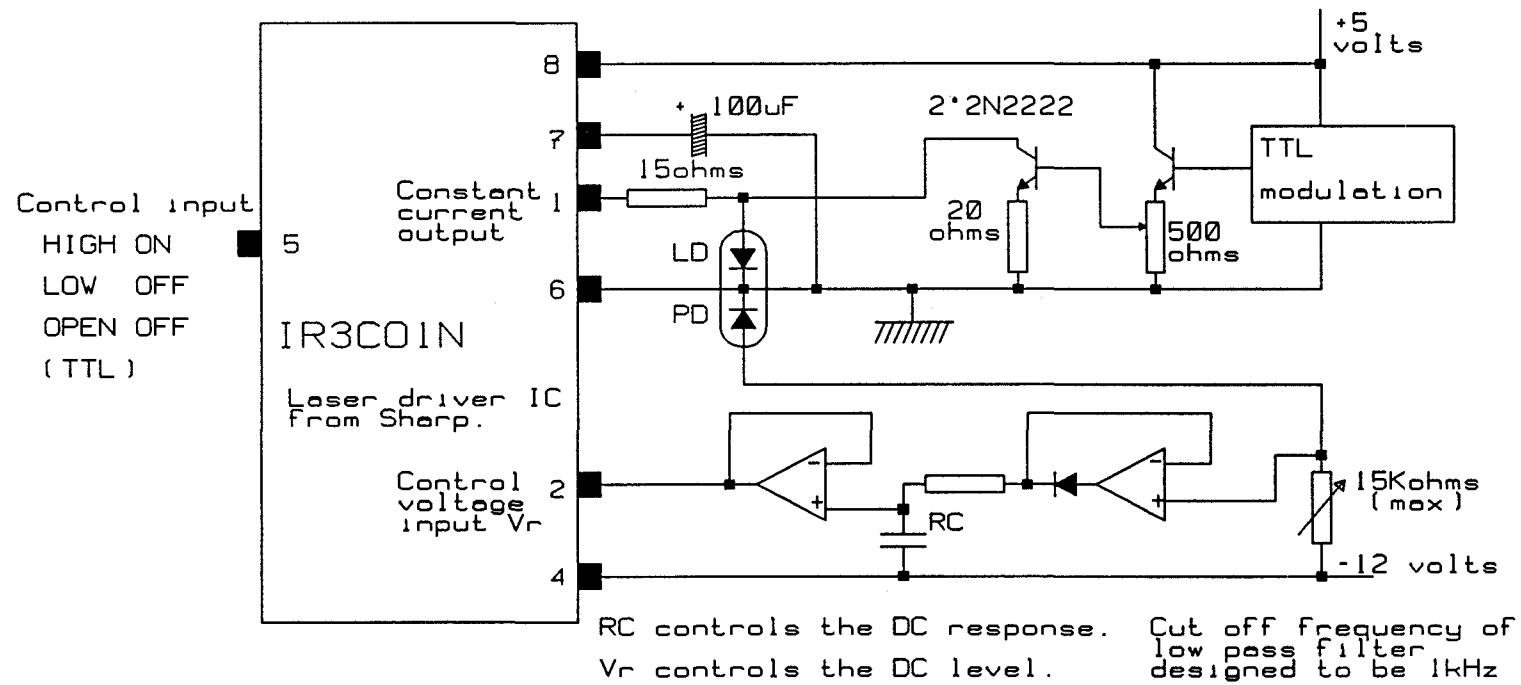 +5
volts
8
+ 100uF
2*2N2222
7
TTL
modulation
15ohms
Control input
HIGH ON
LOW OFF
OPEN OFF
(TTL)
5
Constant
current
output
1
20
ohms
500
ohms
LD
6
PD
IR3C01N
Laser driver IC
from Sharp.
Control
voltage
input Vr
2
-
+
RC
-
+
15Kohms
(max)
4
-12 volts
RC controls the DC response.
Vr controls the DC level.
Cut off frequency of
low pass filter
designed to be 1kHz